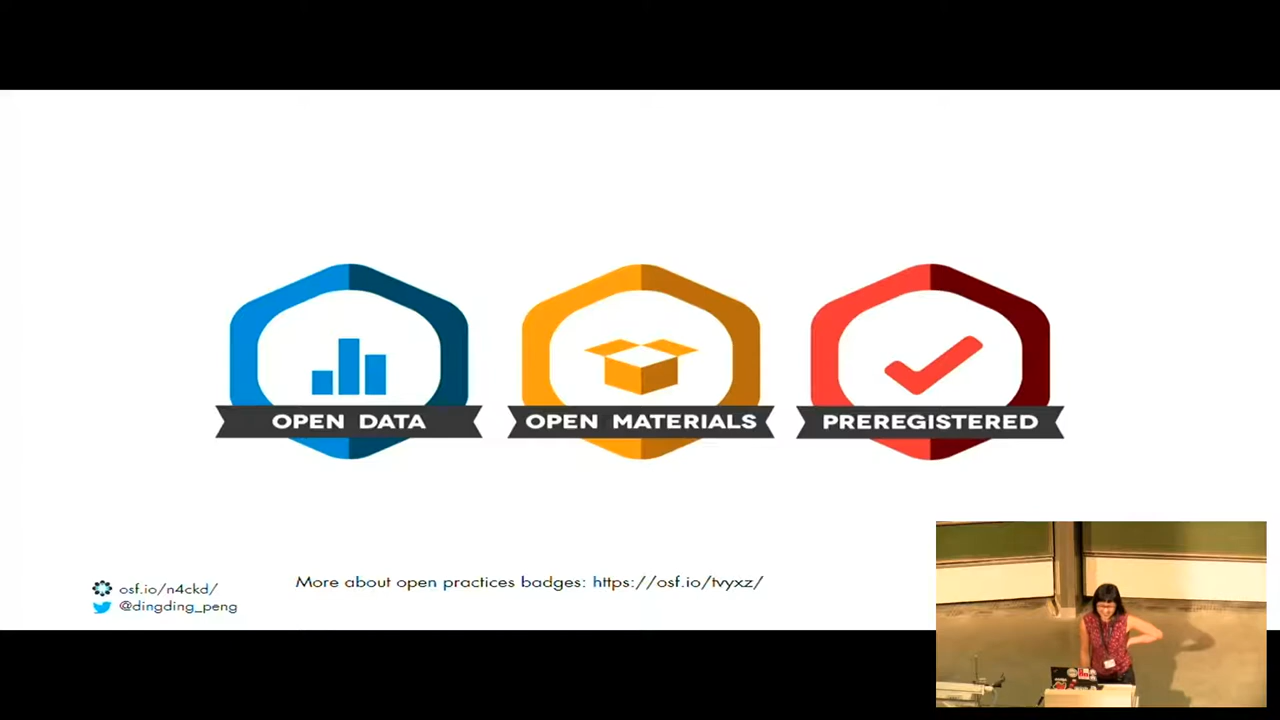 OPEN DATA
OPEN MATERIALS
PREREGISTERED
osf.io/n4ckd/
@dingding_peng
More about open practices badges: https://osf.io/tvyxz/